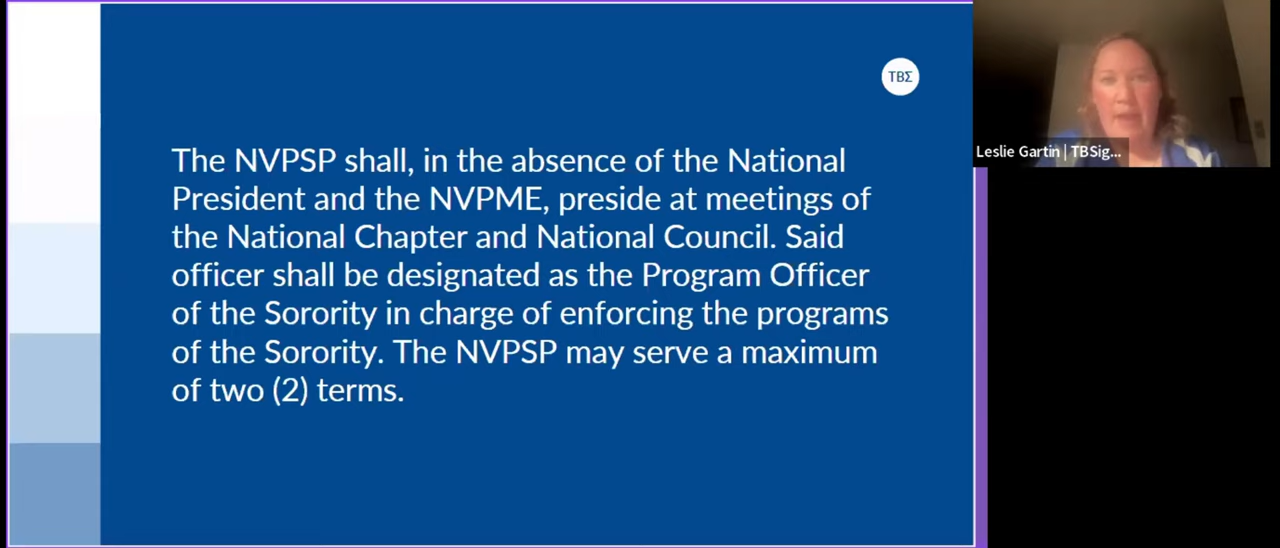 TBΣ
The NVPSP shall, in the absence of the National
President and the NVPME, preside at meetings of
the National Chapter and National Council. Said
officer shall be designated as the Program Officer
of the Sorority in charge of enforcing the programs
of the Sorority. The NVPSP may serve a maximum
of two (2) terms.
Leslie Gartin | TBSig...